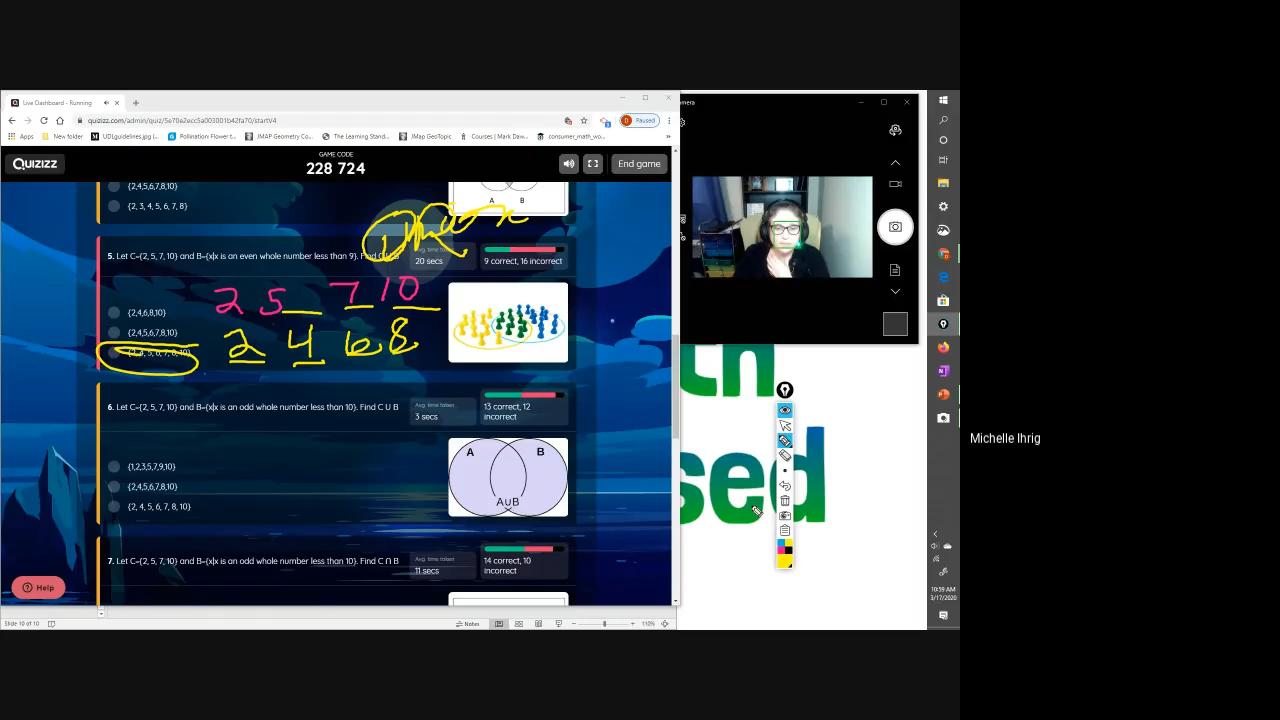 Live Dashboard - Running
quizizz.com/admin/quiz/5e70e2ecc5a003001b42fa70/startV4
Paused
Apps
New folder
UDlguidelines.jpg (...
Pollination Flower t...
JMAP Geometry Co...
The Learning Stand...
JMap GeoTopic
Courses | Mark Daw...
consumer_math_wo...
»
Quizizz
GAME CODE
228 724
End game
{2,4,5,6,7,8,10}
{2, 3, 4, 5, 6, 7, 8}
A B
5. Let C={2, 5, 7, 10} and B={x|x is an even whole number less than 9}. Find C U B
Avg. time taken
20 secs
9 correct, 16 incorrect
2 5 7 10
2 4 6 8
{2,4,6,8,10}
{2,4,5,6,7,8,10}
6. Let C={2, 5, 7, 10} and B={x|x is an odd whole number less than 10}. Find C U B
Avg. time taken
3 secs
13 correct, 12
incorrect
A B
A∪B
{1,2,3,5,7,9,10}
{2,4,5,6,7,8,10}
{2, 4, 5, 6, 7, 8, 10}
7. Let C={2, 5, 7, 10} and B={x|x is an odd whole number less than 10}. Find C ∩ B
Avg. time taken
11 secs
14 correct, 10
incorrect
Help
Slide 10 of 10
Notes
110%
amera
th
sed
10:59 AM
3/17/2020
Michelle Ihrig